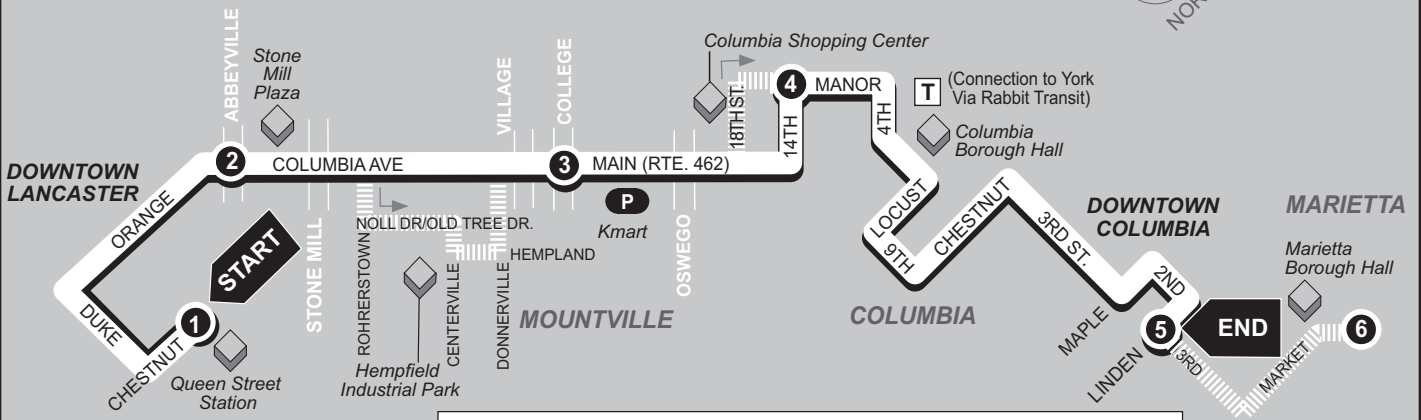 NOR
ABBEYVILLE
Stone
Mill
Plaza
VILLAGE
COLLEGE
Columbia Shopping Center
18TH ST.
4
MANOR
14TH
4TH
T
(Connection to York
Via Rabbit Transit)
Columbia
Borough Hall
DOWNTOWN
LANCASTER
2
COLUMBIA AVE
3
MAIN (RTE. 462)
P
Kmart
ORANGE
START
DUKE
1
CHESTNUT
Queen Street
Station
STONE MILL
ROHRERSTOWN
NOLL DR/OLD TREE DR.
HEMPLAND
CENTERVILLE
DONNERVILLE
Hempfield
Industrial Park
MOUNTVILLE
OSWEGO
LOCUST
9TH
CHESTNUT
3RD ST.
COLUMBIA
DOWNTOWN
COLUMBIA
MARIETTA
Marietta
Borough Hall
2ND
MAPLE
LINDEN
5
END
3RD
MARKET
6